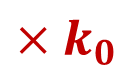 × k₀